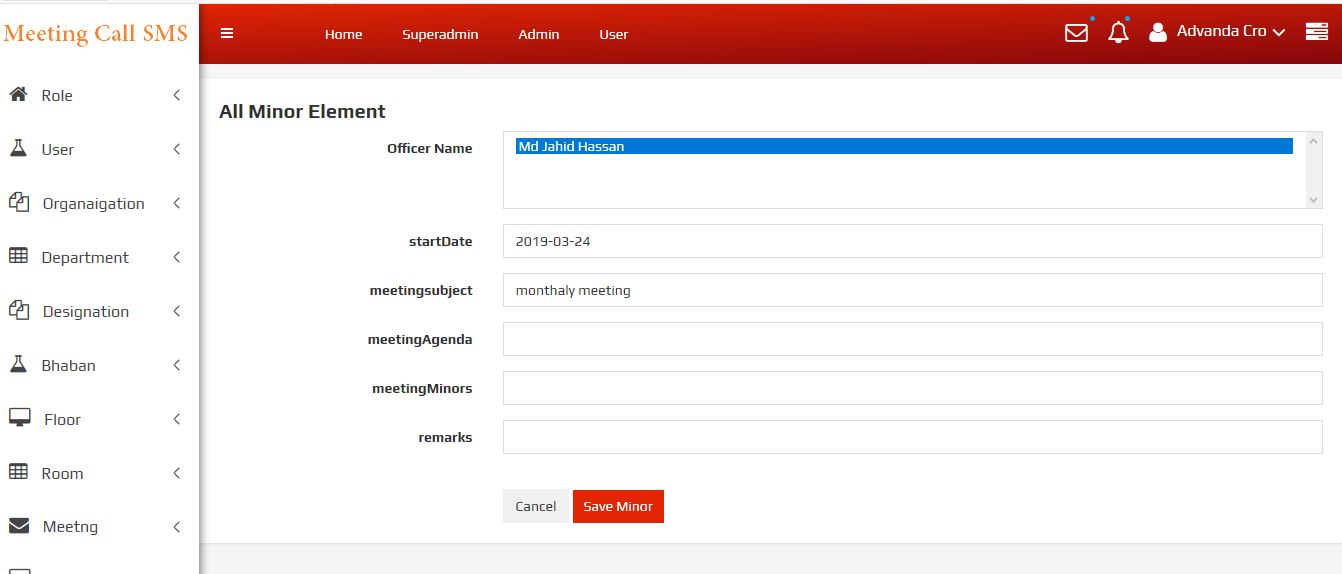 Meeting Call SMS
Home Superadmin Admin User Advanda Cro
Role
User
Organaigation
Department
Designation
Bhaban
Floor
Room
Meetng
All Minor Element
Officer Name Md Jahid Hassan
startDate 2019-03-24
meetingsubject monthaly meeting
meetingAgenda
meetingMinors
remarks
Cancel Save Minor